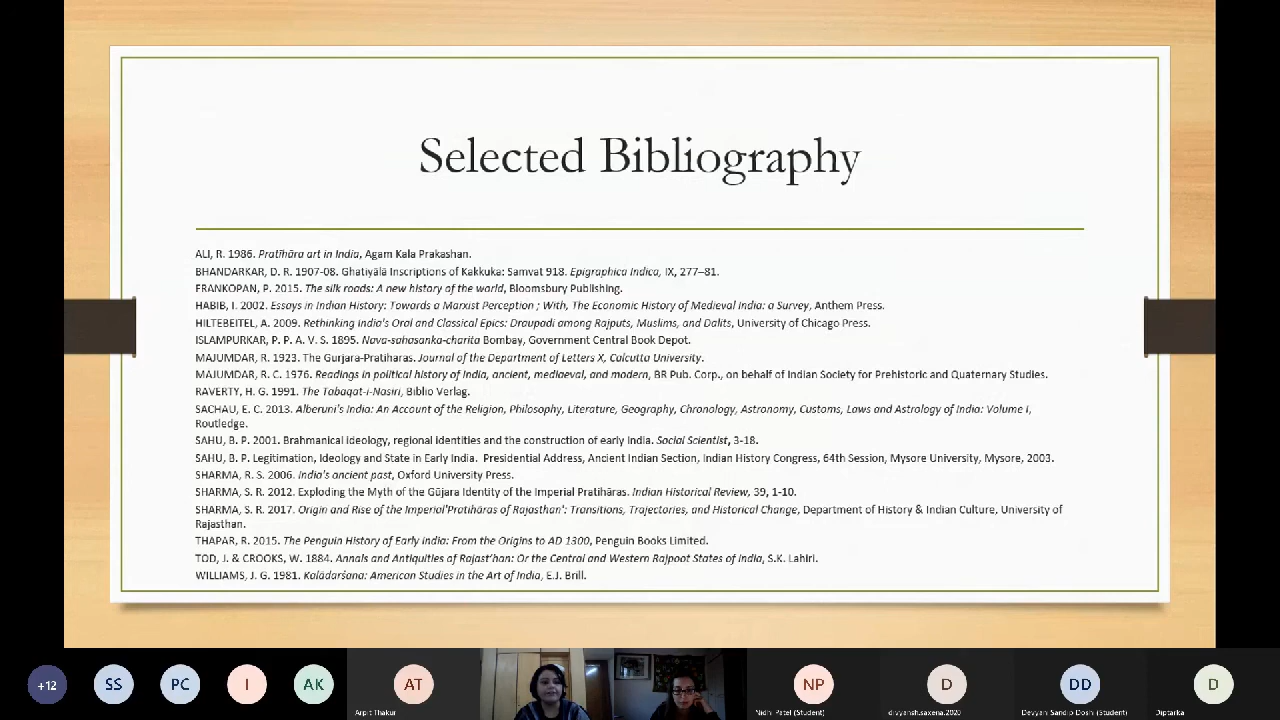 Selected Bibliography
ALI, R. 1986. Pratīhāra art in India, Agam Kala Prakashan.
BHANDARKAR, D. R. 1907-08. Ghatiyālā Inscriptions of Kakkuka: Samvat 918. Epigraphica Indica, IX, 277–81.
FRANKOPAN, P. 2015. The silk roads: A new history of the world, Bloomsbury Publishing.
HABIB, I. 2002. Essays in Indian History: Towards a Marxist Perception ; With, The Economic History of Medieval India: a Survey, Anthem Press.
HILTEBEITEL, A. 2009. Rethinking India's Oral and Classical Epics: Draupadi among Rajputs, Muslims, and Dalits, University of Chicago Press.
ISLAMPURKAR, P. P. A. V. S. 1895. Nava-sahasanka-charita Bombay, Government Central Book Depot.
MAJUMDAR, R. 1923. The Gurjara-Pratiharas. Journal of the Department of Letters X, Calcutta University.
MAJUMDAR, R. C. 1976. Readings in political history of India, ancient, mediaeval, and modern, BR Pub. Corp., on behalf of Indian Society for Prehistoric and Quaternary Studies.
RAVERTY, H. G. 1991. The Tabaqat-i-Nasiri, Biblio Verlag.
SACHAU, E. C. 2013. Alberuni's India: An Account of the Religion, Philosophy, Literature, Geography, Chronology, Astronomy, Customs, Laws and Astrology of India: Volume I,
Routledge.
SAHU, B. P. 2001. Brahmanical ideology, regional identities and the construction of early India. Social Scientist, 3-18.
SAHU, B. P. Legitimation, Ideology and State in Early India. Presidential Address, Ancient Indian Section, Indian History Congress, 64th Session, Mysore University, Mysore, 2003.
SHARMA, R. S. 2006. India's ancient past, Oxford University Press.
SHARMA, S. R. 2012. Exploding the Myth of the Gūjara Identity of the Imperial Pratihāras. Indian Historical Review, 39, 1-10.
SHARMA, S. R. 2017. Origin and Rise of the Imperial'Pratihāras of Rajasthan': Transitions, Trajectories, and Historical Change, Department of History & Indian Culture, University of
Rajasthan.
THAPAR, R. 2015. The Penguin History of Early India: From the Origins to AD 1300, Penguin Books Limited.
TOD, J. & CROOKS, W. 1884. Annals and Antiquities of Rajast'han: Or the Central and Western Rajpoot States of India, S.K. Lahiri.
WILLIAMS, J. G. 1981. Kalādarśana: American Studies in the Art of India, E.J. Brill.
+12 SS PC I AK AT NP D DD D
Arpit Thakur Nidhi Patel (Student) divyansh.saxena.2020 Devyani Sandip Doshi (Student) Diptarka